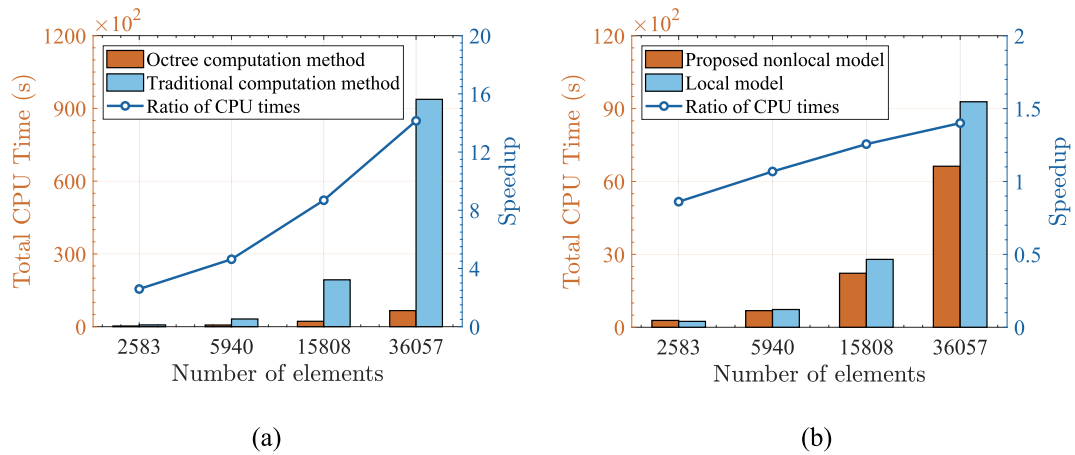 ×10²
1200
900
600
300
0
Total CPU Time (s)
Octree computation method
Traditional computation method
Ratio of CPU times
20
16
12
8
4
0
Speedup
2583 5940 15808 36057
Number of elements
(a)
×10²
120
90
60
30
0
Total CPU Time (s)
Proposed nonlocal model
Local model
Ratio of CPU times
2
1.5
1
0.5
0
Speedup
2583 5940 15808 36057
Number of elements
(b)